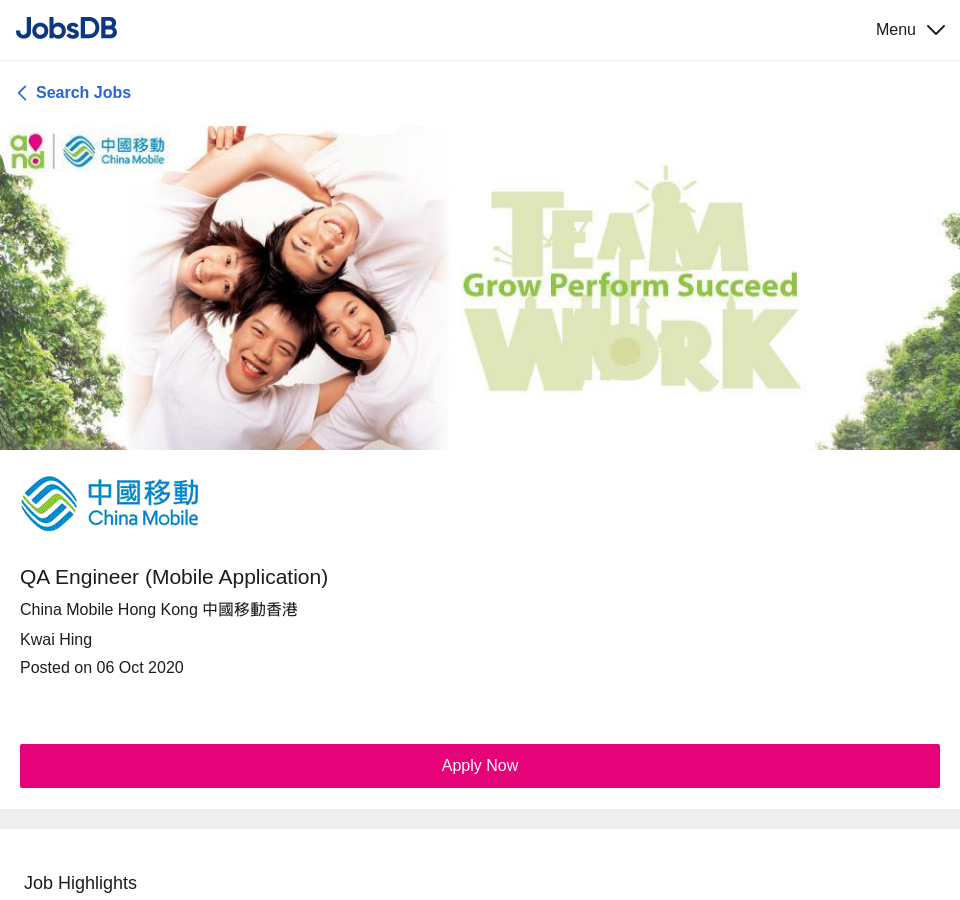 JobsDB
Menu
Search Jobs
and
中國移動
China Mobile
TEAM
Grow Perform Succeed
WORK
中國移動
China Mobile
QA Engineer (Mobile Application)
China Mobile Hong Kong 中國移動香港
Kwai Hing
Posted on 06 Oct 2020
Apply Now
Job Highlights